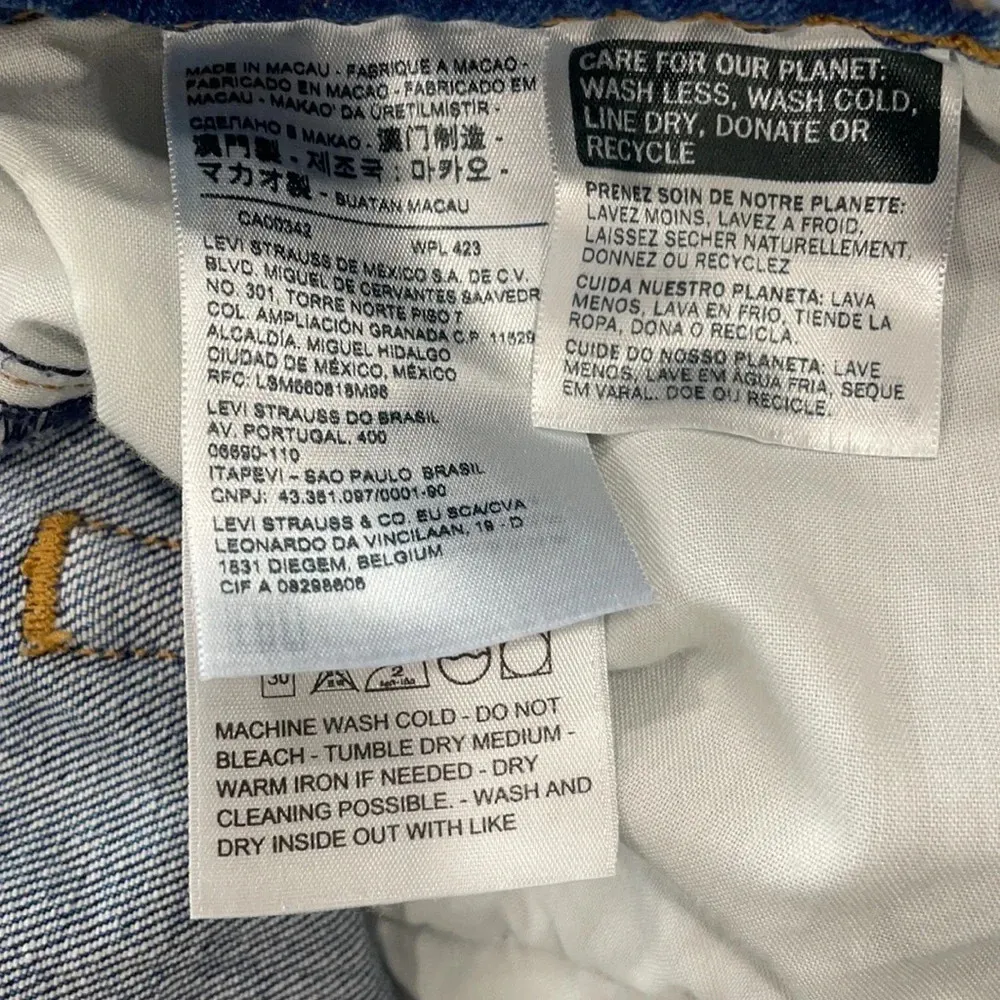 MADE IN MACAU - FABRIQUE A MACAO -
FABRICADO EN MACAO - FABRICADO EM
MACAU - MAKAO' DA ÜRETILMISTIR -
СДЕЛАНО В МАКАО - 澳门制造 -
澳門製 - 제조국 : 마카오 -
マカオ製 - BUATAN MACAU
CA00342 WPL 423
LEVI STRAUSS DE MÉXICO S.A. DE C.V.
BLVD. MIGUEL DE CERVANTES SAAVEDR
NO. 301, TORRE NORTE PISO 7
COL. AMPLIACIÓN GRANADA C.P. 11529
ALCALDÍA. MIGUEL HIDALGO
CIUDAD DE MÉXICO, MÉXICO
RFC: LSM660818M98
LEVI STRAUSS DO BRASIL
AV. PORTUGAL, 400
06690-110
ITAPEVI – SAO PAULO BRASIL
CNPJ: 43.361.097/0001-90
LEVI STRAUSS & CO. EU SCA/CVA
LEONARDO DA VINCILAAN, 19 - D
1831 DIEGEM, BELGIUM
CIF A 08298606
CARE FOR OUR PLANET:
WASH LESS, WASH COLD,
LINE DRY, DONATE OR
RECYCLE
PRENEZ SOIN DE NOTRE PLANETE:
LAVEZ MOINS, LAVEZ A FROID,
LAISSEZ SECHER NATURELLEMENT,
DONNEZ OU RECYCLEZ
CUIDA NUESTRO PLANETA: LAVA
MENOS, LAVA EN FRIO, TIENDE LA
ROPA, DONA O RECICLA.
CUIDE DO NOSSO PLANETA: LAVE
MENOS, LAVE EM ÁGUA FRIA, SEQUE
EM VARAL. DOE OU RECICLE.
30 2
MACHINE WASH COLD - DO NOT
BLEACH - TUMBLE DRY MEDIUM -
WARM IRON IF NEEDED - DRY
CLEANING POSSIBLE. - WASH AND
DRY INSIDE OUT WITH LIKE